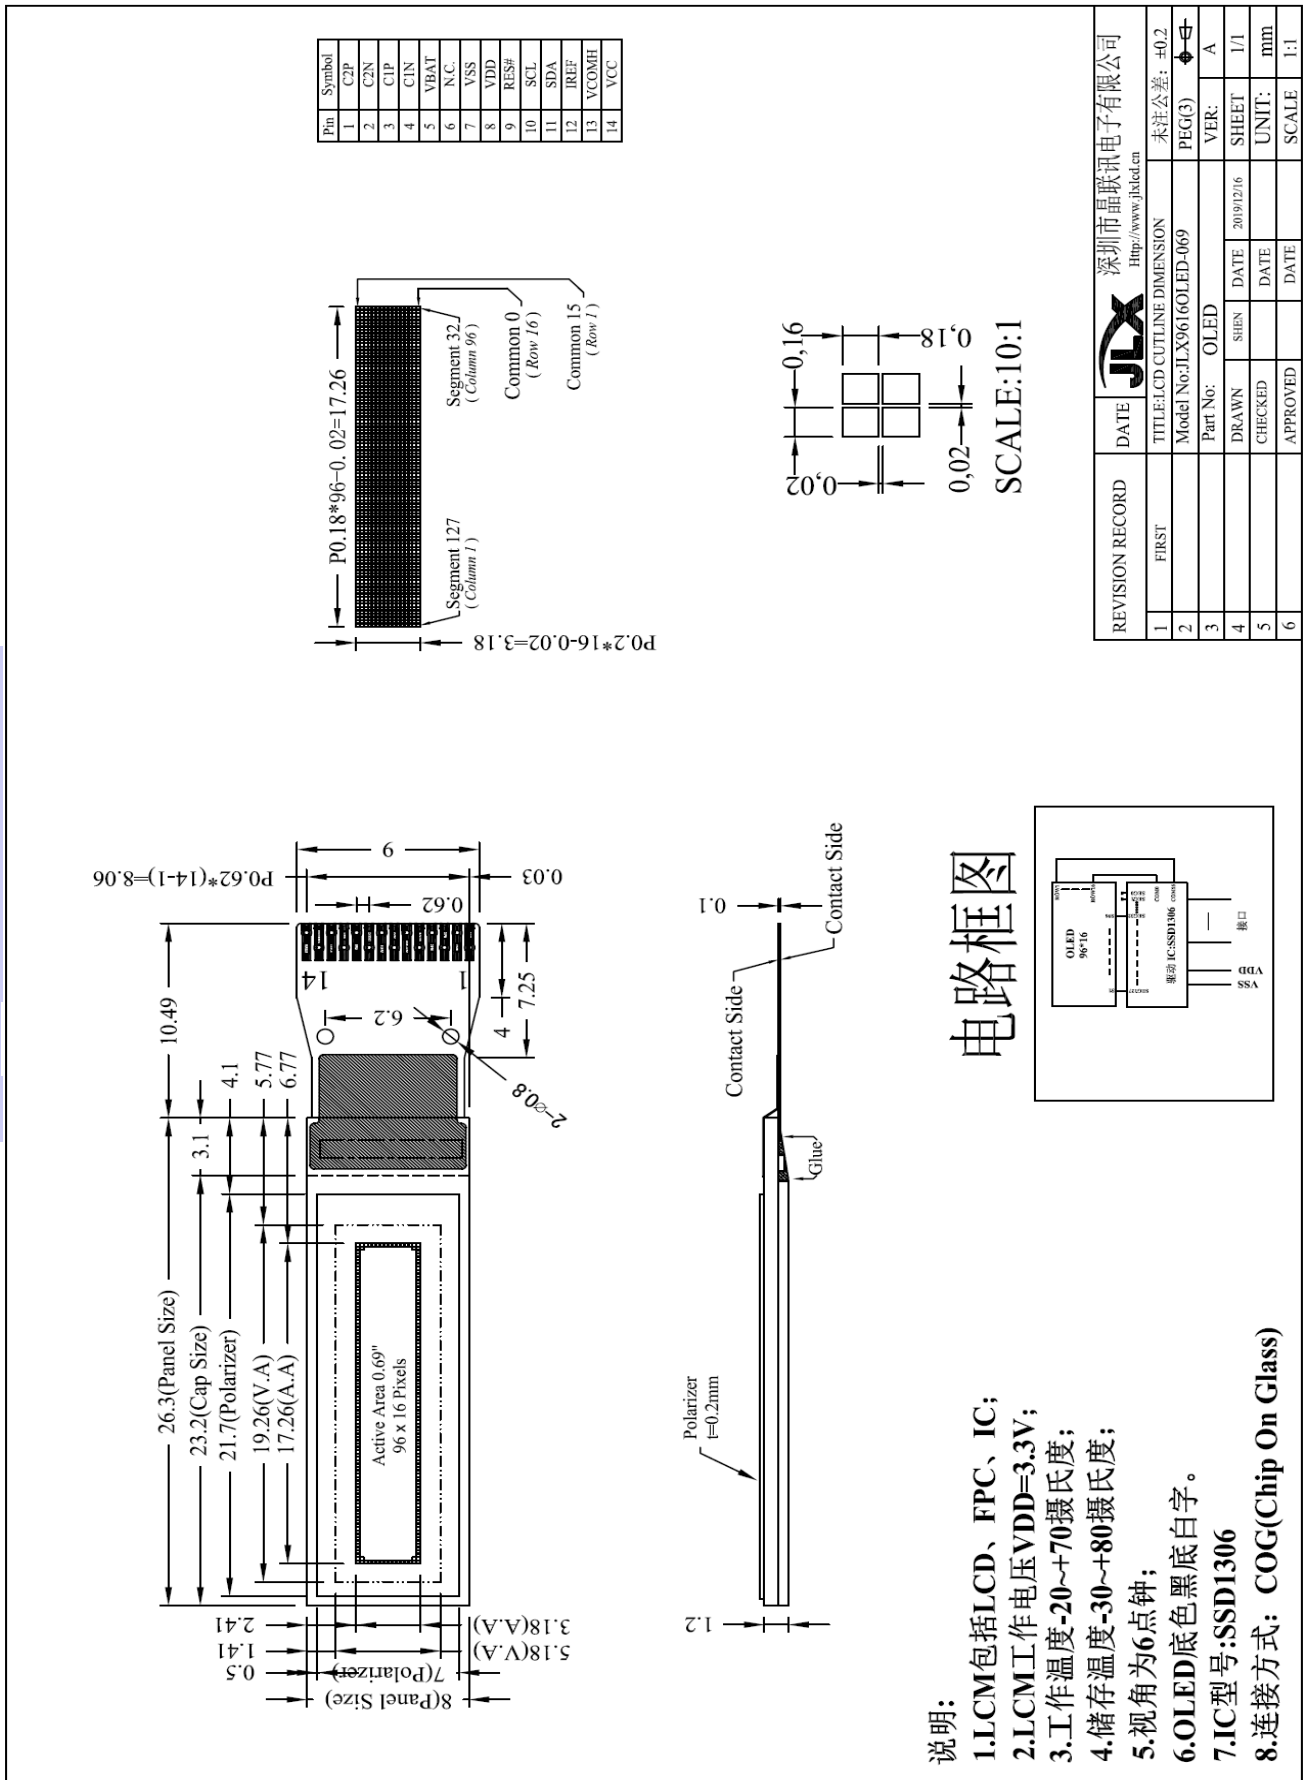 26.3(Panel Size)
23.2(Cap Size)
21.7(Polarizer)
19.26(V.A)
17.26(A.A)
3.1
10.49
4.1
5.77
6.77
Active Area 0.69"
96 x 16 Pixels
8(Panel Size)
7(Polarizer)
5.18(V.A)
3.18(A.A)
0.5
1.41
2.41
P0.62*(14-1)=8.06
9
0.62
0.03
14
1
6.2
4
7.25
2-⌀0.8
P0.18*96-0.02=17.26
P0.2*16-0.02=3.18
Segment 127
( Column 1 )
Segment 32
( Column 96 )
Common 0
( Row 16 )
Common 15
( Row 1 )
Pin Symbol
1 C2P
2 C2N
3 C1P
4 C1N
5 VBAT
6 N.C.
7 VSS
8 VDD
9 RES#
10 SCL
11 SDA
12 IREF
13 VCOMH
14 VCC
Polarizer
t=0.2mm
1.2
Glue
0.1
Contact Side
Contact Side
0,16
0,02
0,18
0,02
SCALE:10:1
电路框图
OLED
96*16
驱动 IC:SSD1306
VSS
VDD
接口
说明:
1.LCM包括LCD、FPC、IC;
2.LCM工作电压VDD=3.3V;
3.工作温度-20~+70摄氏度;
4.储存温度-30~+80摄氏度;
5.视角为6点钟;
6.OLED底色黑底白字。
7.IC型号:SSD1306
8.连接方式: COG(Chip On Glass)
REVISION RECORD DATE
JLX 深圳市晶联讯电子有限公司
Http://www.jlxlcd.cn
1 FIRST TITLE:LCD CUTLINE DIMENSION 未注公差: ±0.2
2 Model No:JLX9616OLED-069 PEG(3)
3 Part No: OLED VER: A
4 DRAWN SHEN DATE 2019/12/16 SHEET 1/1
5 CHECKED DATE UNIT: mm
6 APPROVED DATE SCALE 1:1